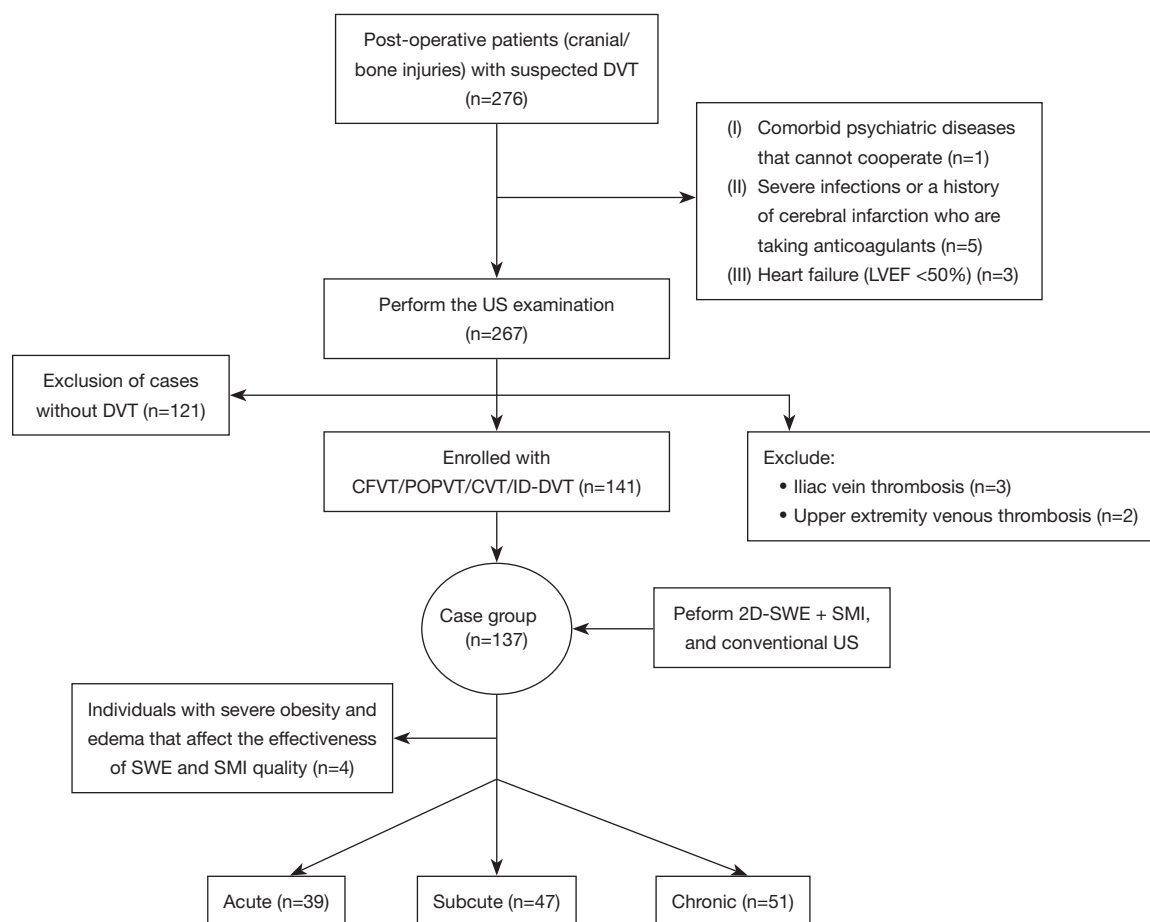 Post-operative patients (cranial/
bone injuries) with suspected DVT
(n=276)
(I) Comorbid psychiatric diseases
that cannot cooperate (n=1)
(II) Severe infections or a history
of cerebral infarction who are
taking anticoagulants (n=5)
(III) Heart failure (LVEF <50%) (n=3)
Perform the US examination
(n=267)
Exclusion of cases
without DVT (n=121)
Enrolled with
CFVT/POPVT/CVT/ID-DVT (n=141)
Exclude:
• Iliac vein thrombosis (n=3)
• Upper extremity venous thrombosis (n=2)
Case group
(n=137)
Peform 2D-SWE + SMI,
and conventional US
Individuals with severe obesity and
edema that affect the effectiveness
of SWE and SMI quality (n=4)
Acute (n=39)
Subcute (n=47)
Chronic (n=51)